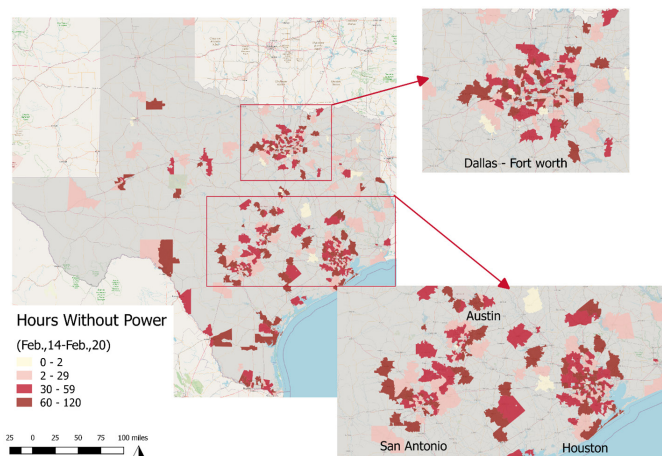 Dallas - Fort worth
Austin
San Antonio
Houston
Hours Without Power
(Feb.,14-Feb.,20)
0 - 2
2 - 29
30 - 59
60 - 120
25 0 25 50 75 100 miles